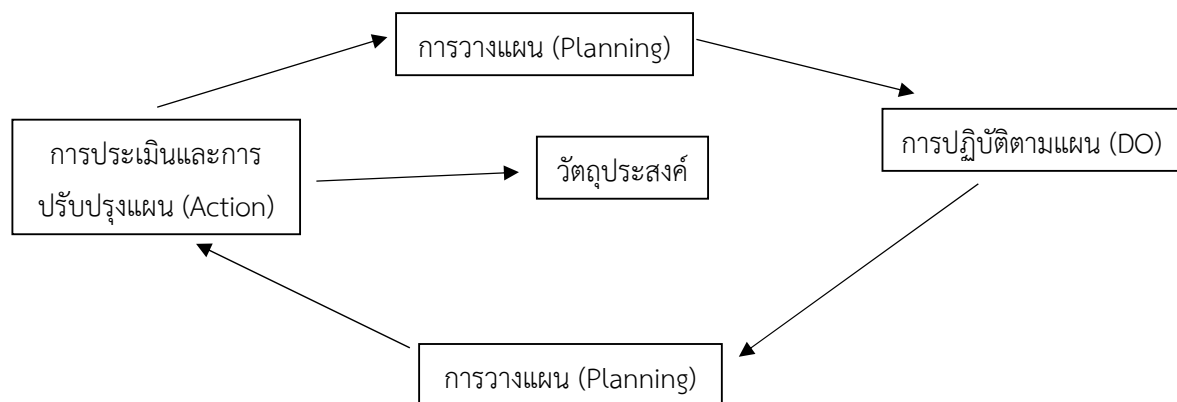 การวางแผน (Planning)
การปฏิบัติตามแผน (DO)
การประเมินและการ
ปรับปรุงแผน (Action)
วัตถุประสงค์
การวางแผน (Planning)